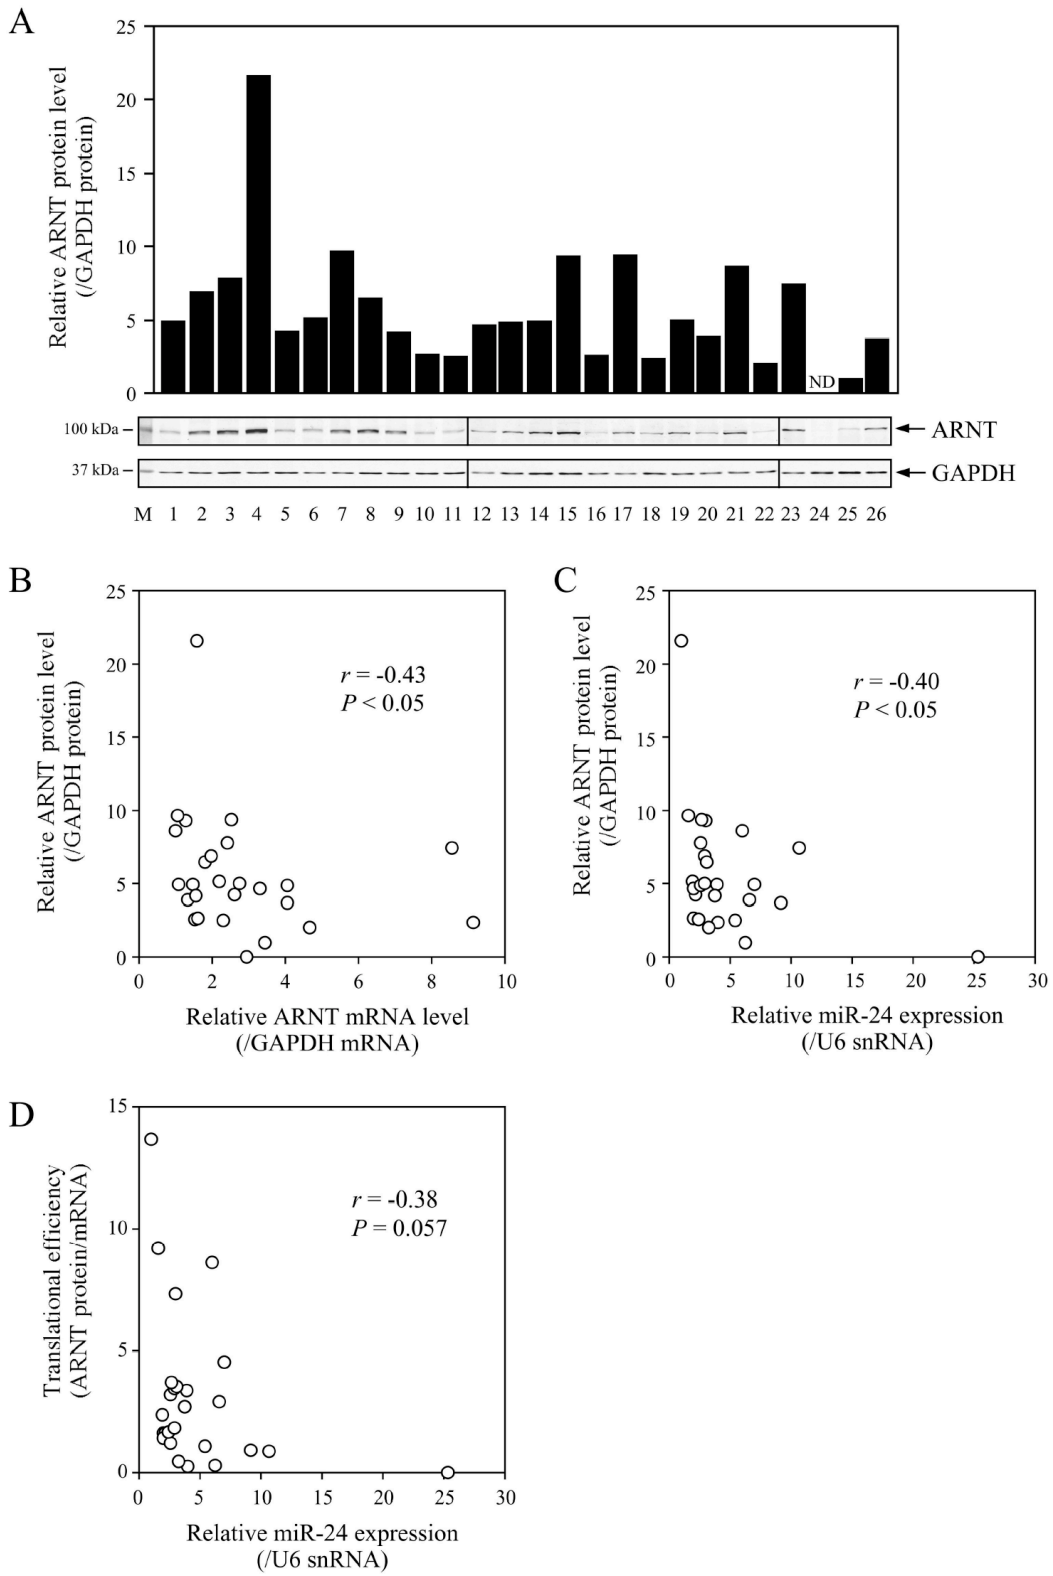 A
25
20
15
10
5
0
Relative ARNT protein level
(/GAPDH protein)
ND
100 kDa
ARNT
37 kDa
GAPDH
M 1 2 3 4 5 6 7 8 9 10 11 12 13 14 15 16 17 18 19 20 21 22 23 24 25 26
B
25
20
15
10
5
0
Relative ARNT protein level
(/GAPDH protein)
r = -0.43
P < 0.05
0 2 4 6 8 10
Relative ARNT mRNA level
(/GAPDH mRNA)
C
25
20
15
10
5
0
Relative ARNT protein level
(/GAPDH protein)
r = -0.40
P < 0.05
0 5 10 15 20 25 30
Relative miR-24 expression
(/U6 snRNA)
D
15
10
5
0
Translational efficiency
(ARNT protein/mRNA)
r = -0.38
P = 0.057
0 5 10 15 20 25 30
Relative miR-24 expression
(/U6 snRNA)